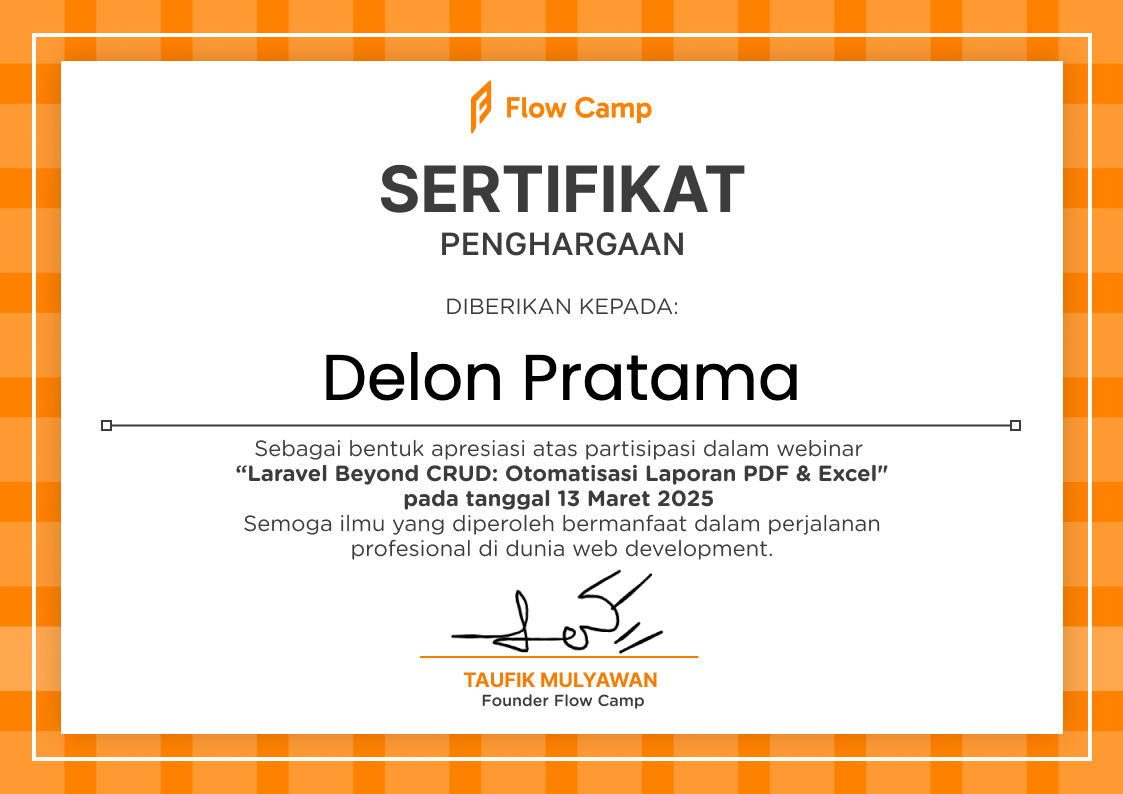 Flow Camp
SERTIFIKAT
PENGHARGAAN
DIBERIKAN KEPADA:
Delon Pratama
Sebagai bentuk apresiasi atas partisipasi dalam webinar
“Laravel Beyond CRUD: Otomatisasi Laporan PDF & Excel"
pada tanggal 13 Maret 2025
Semoga ilmu yang diperoleh bermanfaat dalam perjalanan
profesional di dunia web development.
TAUFIK MULYAWAN
Founder Flow Camp